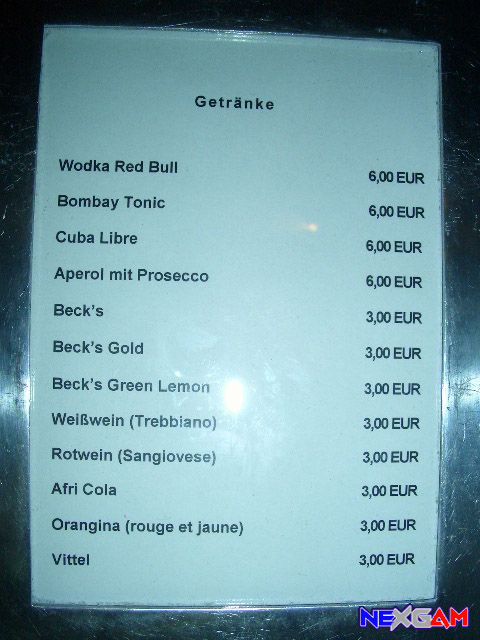 Getränke
Wodka Red Bull 6,00 EUR
Bombay Tonic 6,00 EUR
Cuba Libre 6,00 EUR
Aperol mit Prosecco 6,00 EUR
Beck's 3,00 EUR
Beck's Gold 3,00 EUR
Beck's Green Lemon 3,00 EUR
Weißwein (Trebbiano) 3,00 EUR
Rotwein (Sangiovese) 3,00 EUR
Afri Cola 3,00 EUR
Orangina (rouge et jaune) 3,00 EUR
Vittel 3,00 EUR
NEXGAM